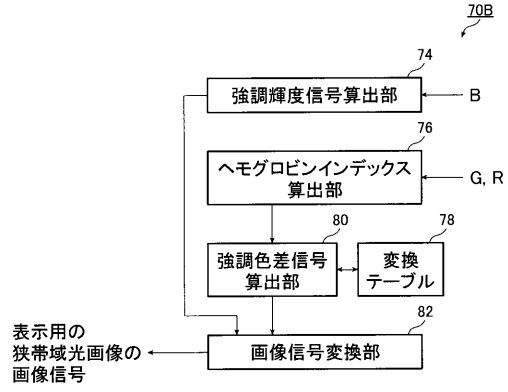 70B
74
強調輝度信号算出部
B
76
ヘモグロビンインデックス
算出部
G, R
80
強調色差信号
算出部
78
変換
テーブル
82
画像信号変換部
表示用の
狭帯域光画像の
画像信号